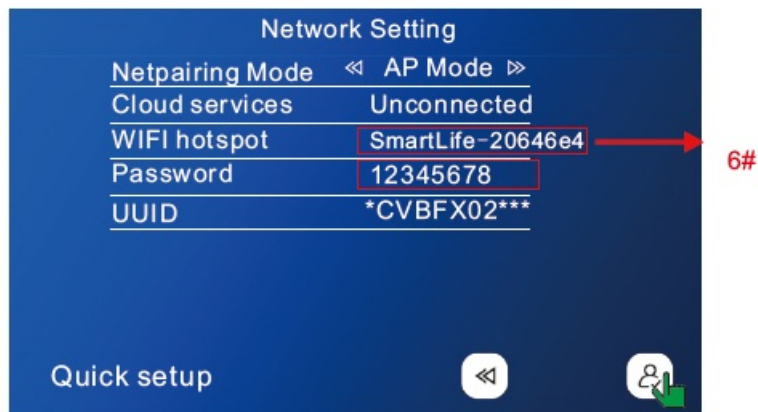 Network Setting
Netpairing Mode AP Mode
Cloud services Unconnected
WIFI hotspot SmartLife-20646e4
6#
Password 12345678
UUID *CVBFX02***
Quick setup